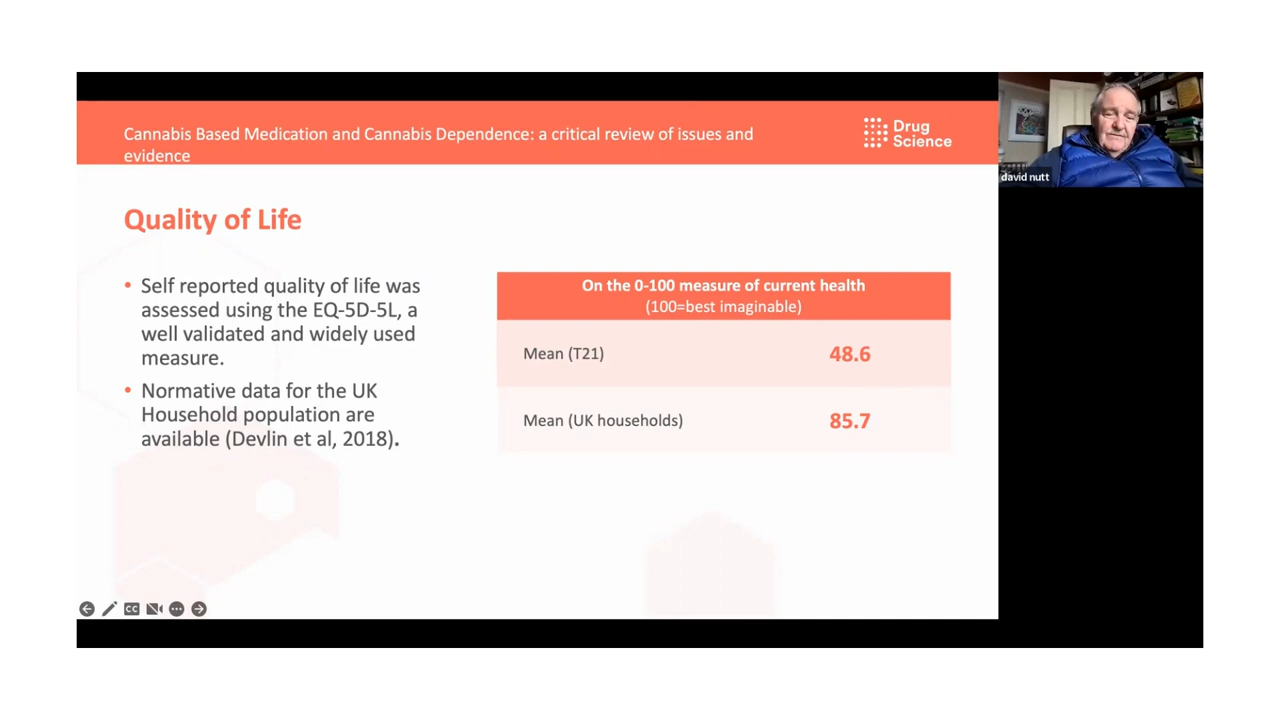 Cannabis Based Medication and Cannabis Dependence: a critical review of issues and
evidence
Drug
Science
david nutt
Quality of Life
• Self reported quality of life was
assessed using the EQ-5D-5L, a
well validated and widely used
measure.
• Normative data for the UK
Household population are
available (Devlin et al, 2018).
On the 0-100 measure of current health
(100=best imaginable)
Mean (T21) 48.6
Mean (UK households) 85.7
CC